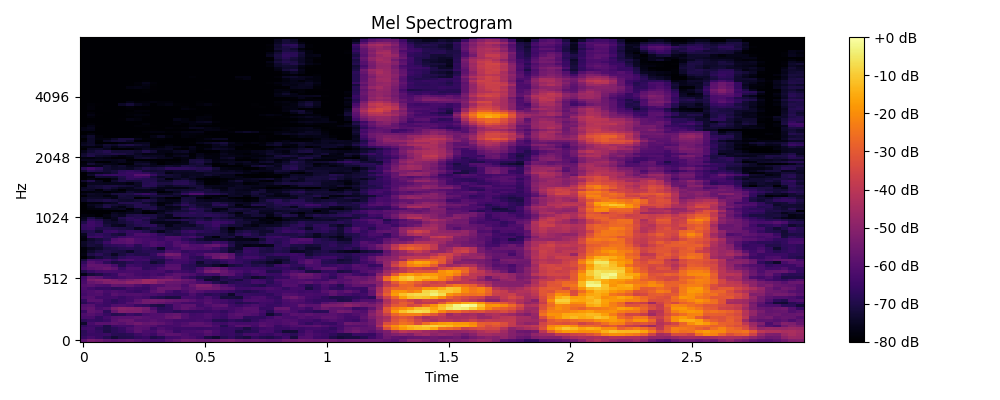 Mel Spectrogram
+0 dB
4096
-10 dB
-20 dB
2048
-30 dB
Hz
-40 dB
1024
-50 dB
512
-60 dB
-70 dB
0
-80 dB
0 0.5 1 1.5 2 2.5
Time